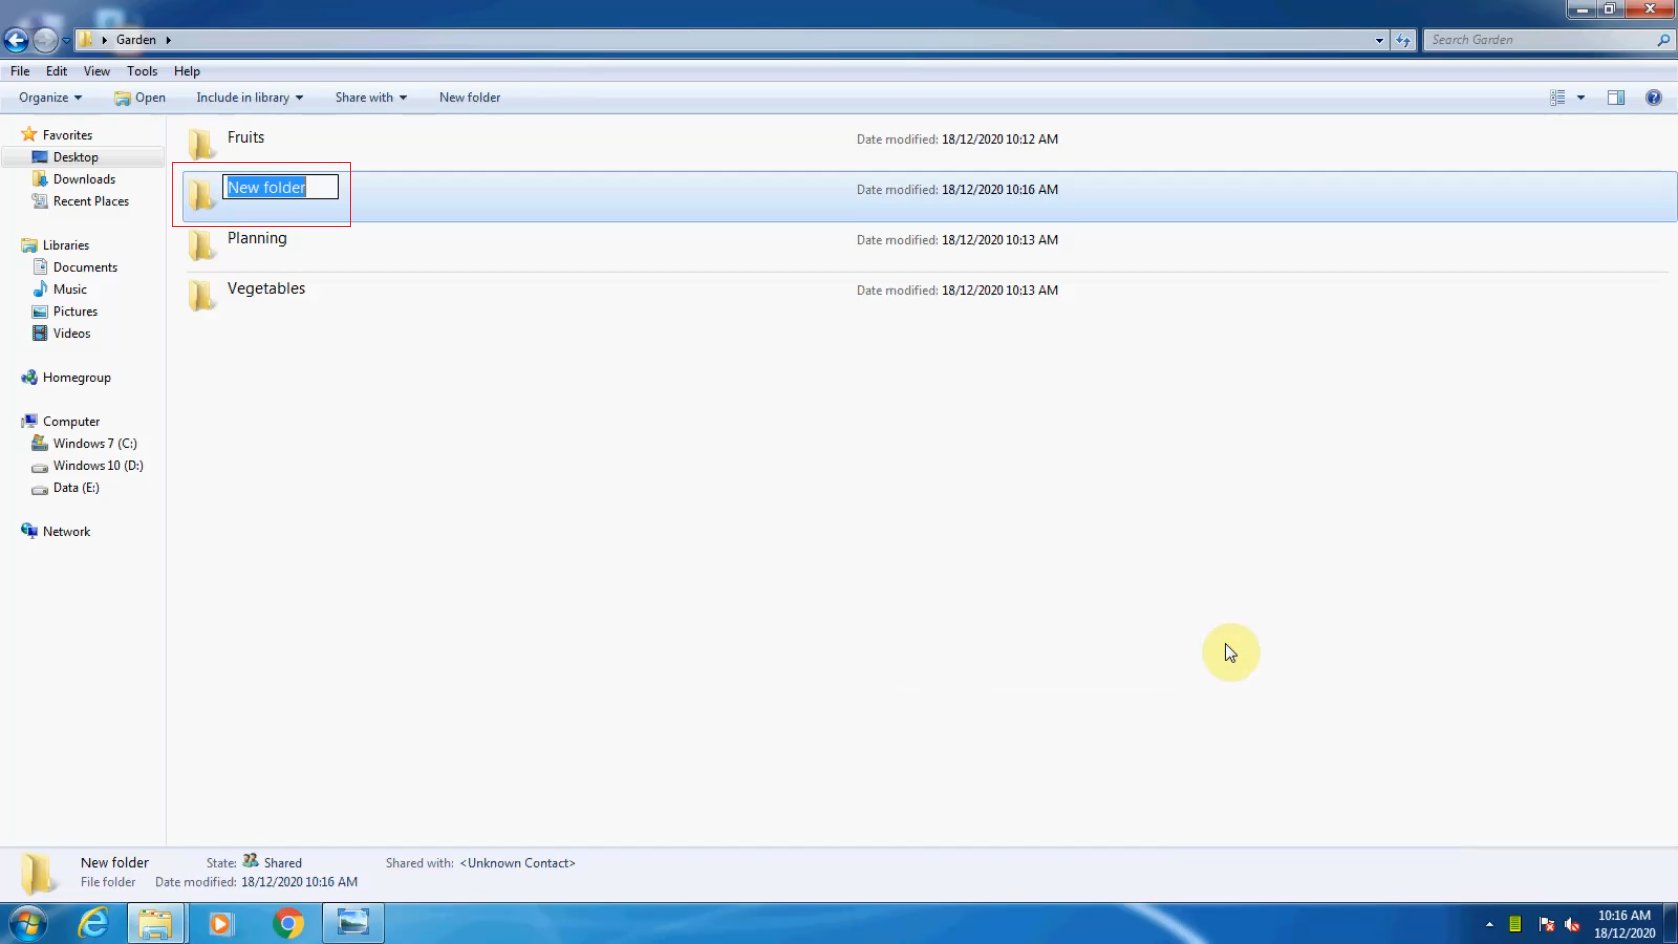 Garden
Search Garden
File Edit View Tools Help
Organize Open Include in library Share with New folder
Favorites
Desktop
Downloads
Recent Places
Libraries
Documents
Music
Pictures
Videos
Homegroup
Computer
Windows 7 (C:)
Windows 10 (D:)
Data (E:)
Network
Fruits Date modified: 18/12/2020 10:12 AM
New folder Date modified: 18/12/2020 10:16 AM
Planning Date modified: 18/12/2020 10:13 AM
Vegetables Date modified: 18/12/2020 10:13 AM
New folder State: Shared Shared with: <Unknown Contact>
File folder Date modified: 18/12/2020 10:16 AM
10:16 AM
18/12/2020